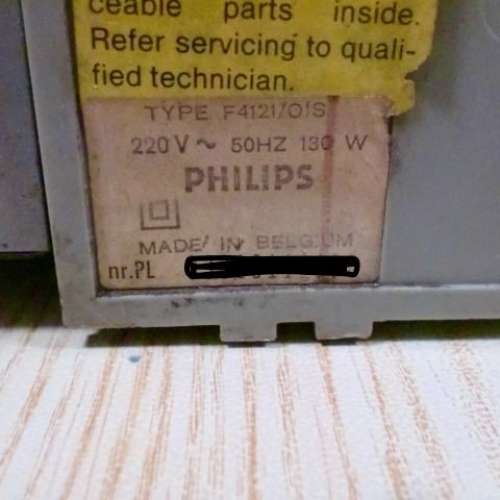 ceable parts inside.
Refer servicing to quali-
fied technician.
TYPE F4121/01S
220V ~ 50HZ 130 W
PHILIPS
MADE IN BELGIUM
nr.PL